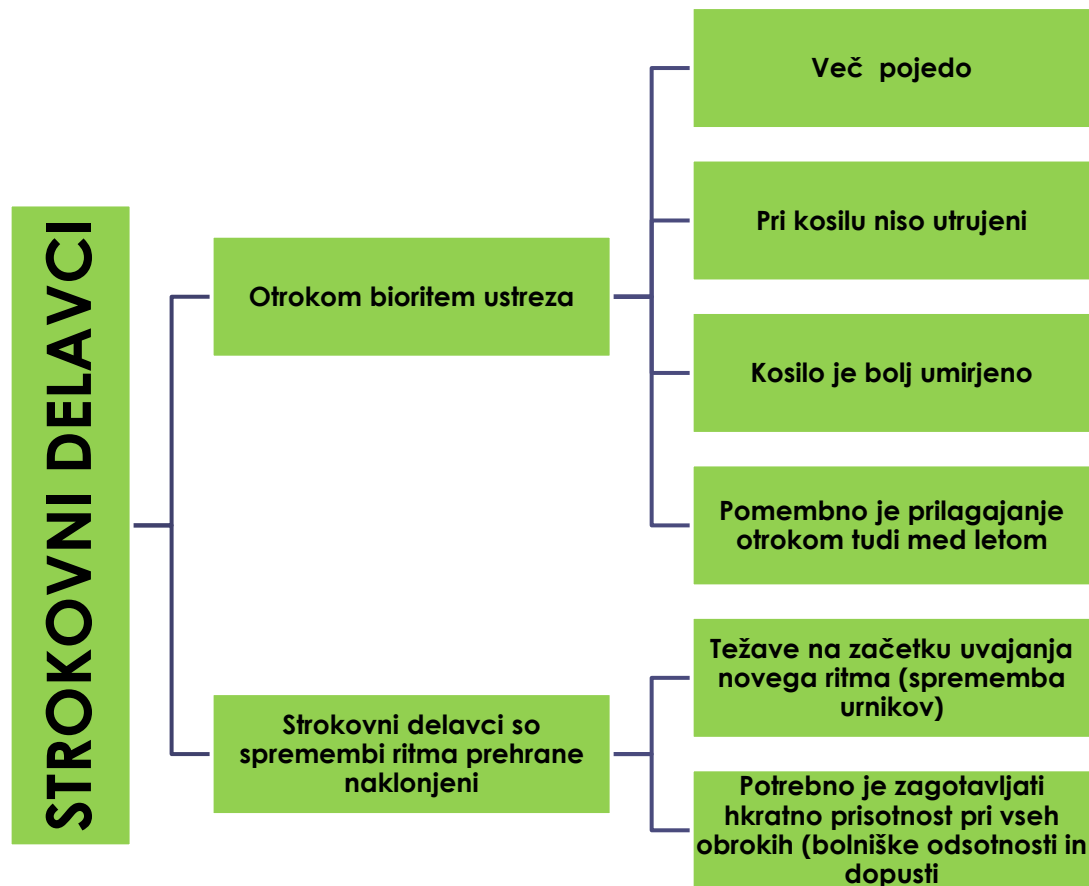 STROKOVNI DELAVCI
Otrokom bioritem ustreza
Več pojedo
Pri kosilu niso utrujeni
Kosilo je bolj umirjeno
Pomembno je prilagajanje
otrokom tudi med letom
Strokovni delavci so
spremembi ritma prehrane
naklonjeni
Težave na začetku uvajanja
novega ritma (sprememba
urnikov)
Potrebno je zagotavljati
hkratno prisotnost pri vseh
obrokih (bolniške odsotnosti in
dopusti